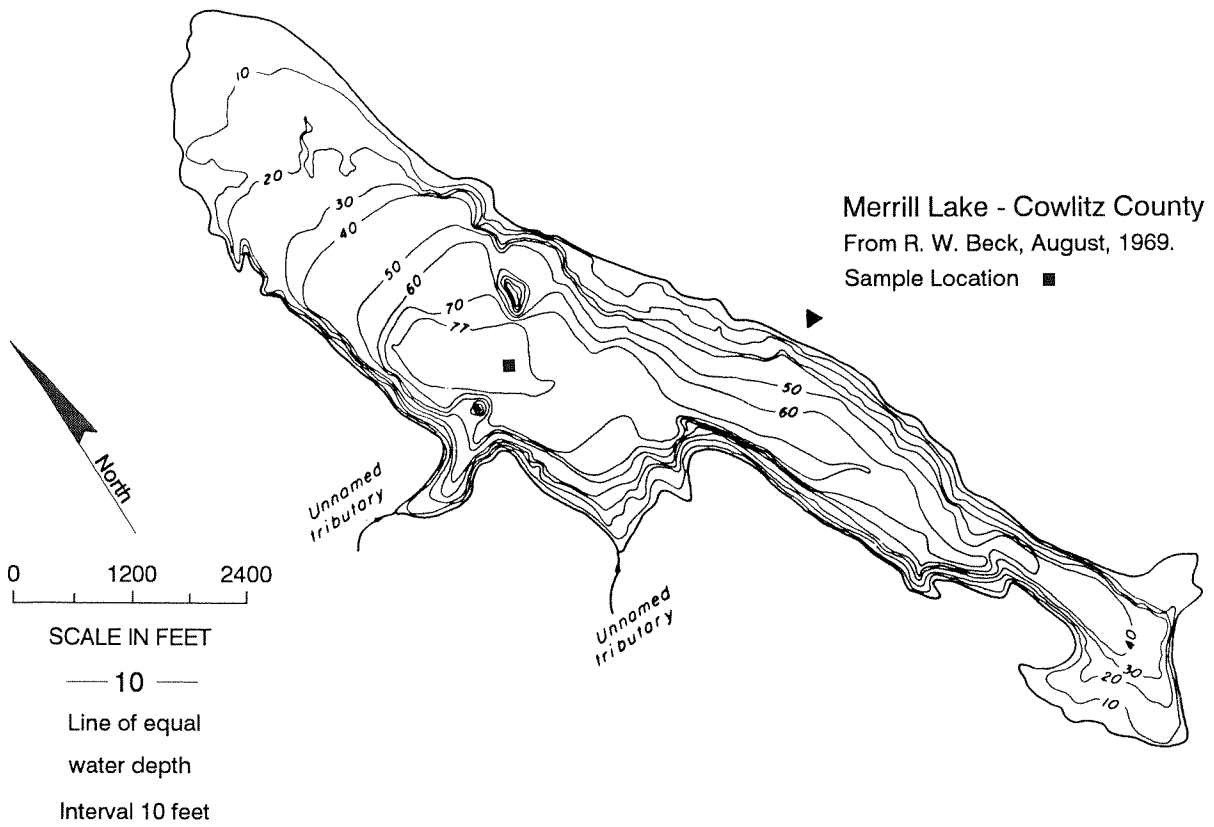 10
20
30
40
50
60
70
77
Merrill Lake - Cowlitz County
From R. W. Beck, August, 1969.
Sample Location
50
60
North
Unnamed
tributary
Unnamed
tributary
40
30
20
10
0 1200 2400
SCALE IN FEET
10
Line of equal
water depth
Interval 10 feet